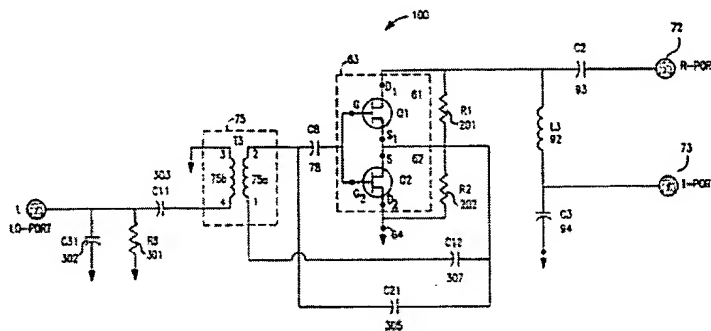 100
72
C2
R-PORT
93
63
D1
61
G
Q1
S1
R1
201
L3
92
75
T3
C8
78
3
2
75b
75a
4
1
62
S
Q2
G2
D2
R2
202
73
I-PORT
C3
94
64
303
C11
LO-PORT
C31
302
R3
301
C12
307
C21
305